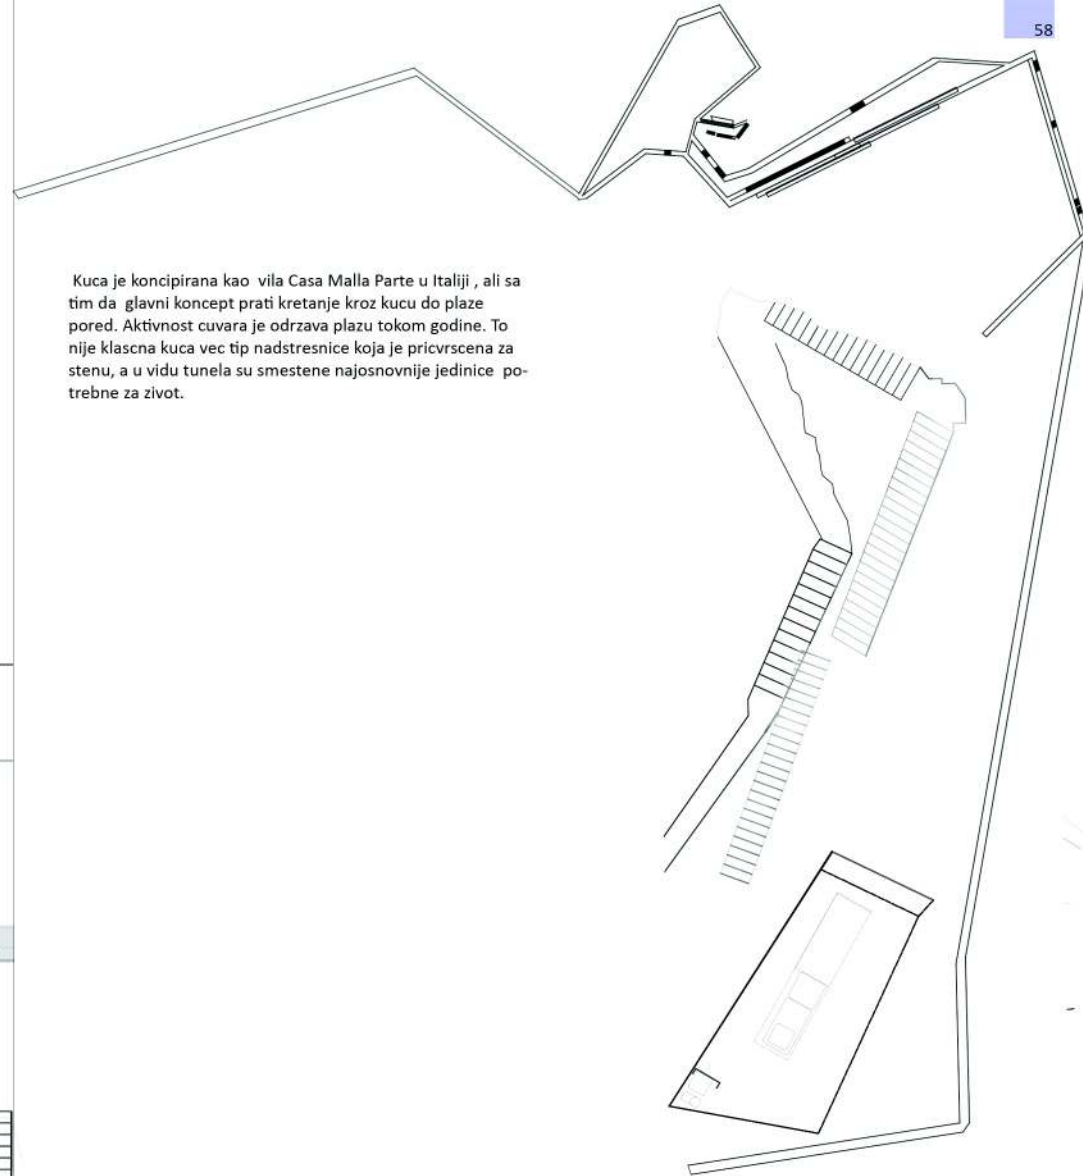 58
Kuca je koncipirana kao  vila Casa Malla Parte u Italiji , ali sa
tim da  glavni koncept prati kretanje kroz kucu do plaze
pored. Aktivnost cuvara je odrzava plazu tokom godine. To
nije klascna kuca vec tip nadstresnice koja je pricvrscena za
stenu, a u vidu tunela su smestene najosnovnije jedinice  po-
trebne za zivot.